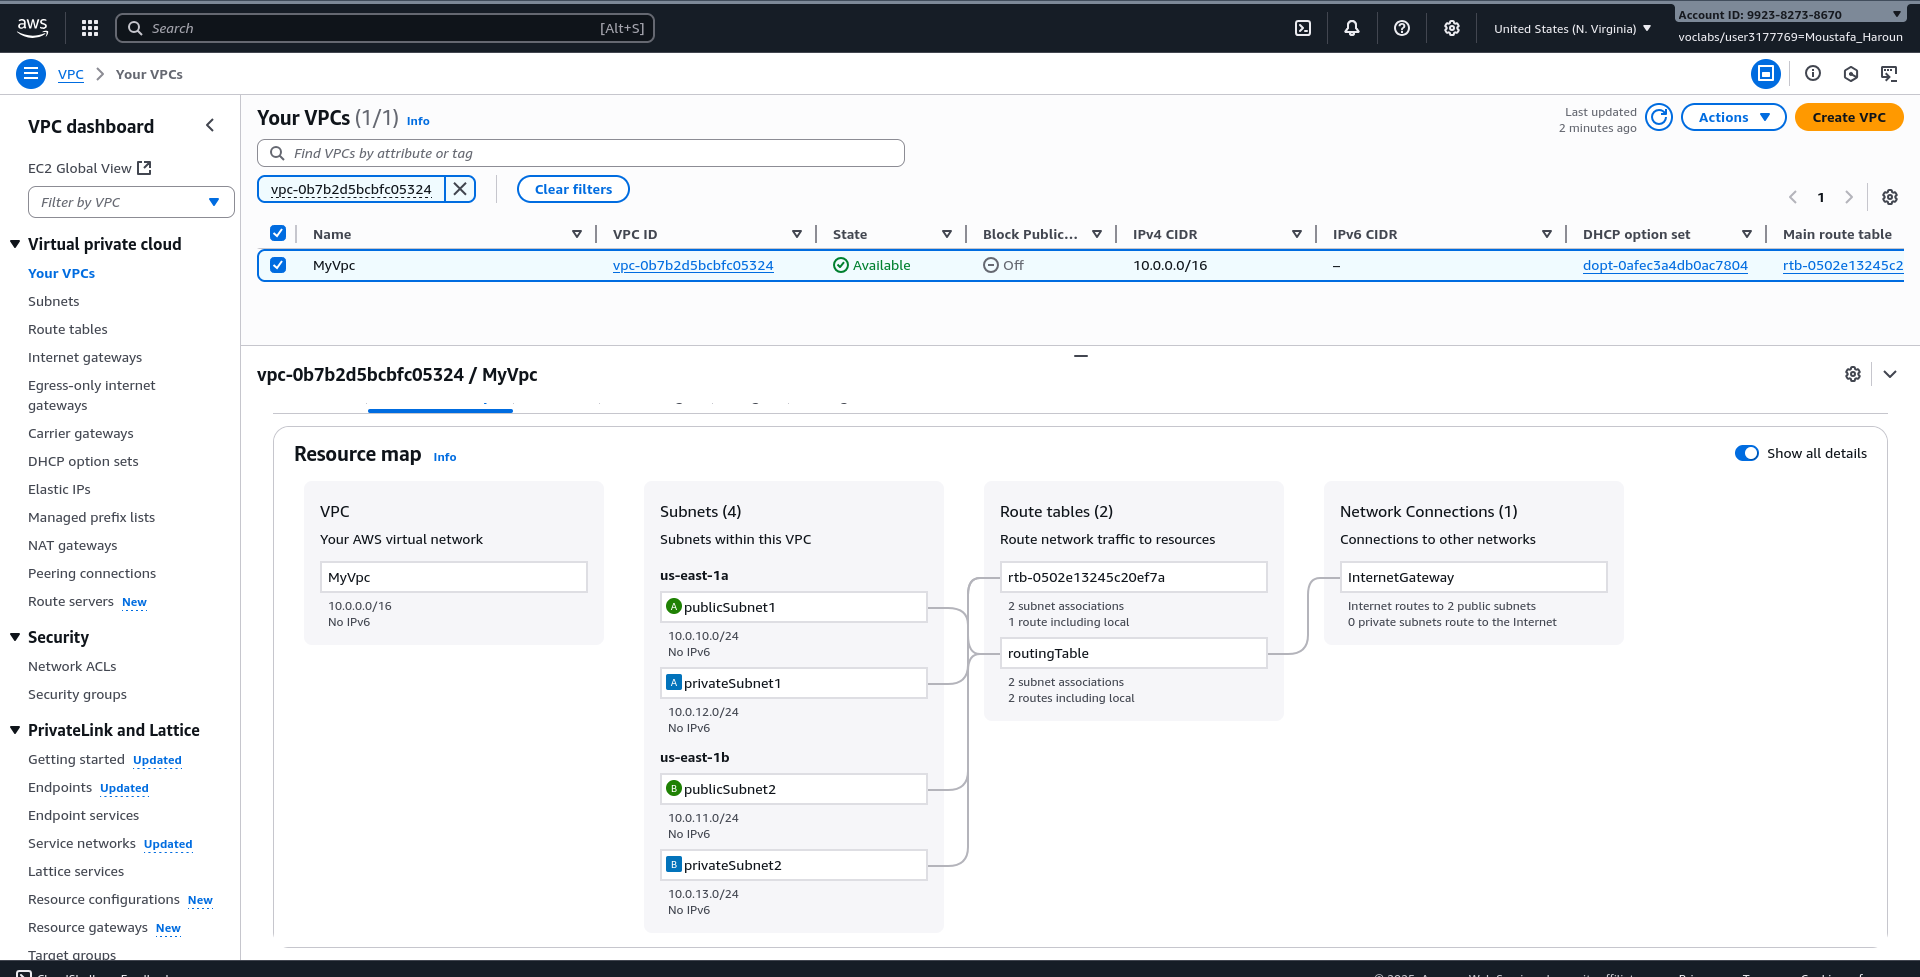 aws
Search [Alt+S]
United States (N. Virginia)
Account ID: 9923-8273-8670
voclabs/user3177769=Moustafa_Haroun
VPC
Your VPCs
VPC dashboard
EC2 Global View
Filter by VPC
Virtual private cloud
Your VPCs
Subnets
Route tables
Internet gateways
Egress-only internet
gateways
Carrier gateways
DHCP option sets
Elastic IPs
Managed prefix lists
NAT gateways
Peering connections
Route servers New
Security
Network ACLs
Security groups
PrivateLink and Lattice
Getting started Updated
Endpoints Updated
Endpoint services
Service networks Updated
Lattice services
Resource configurations New
Resource gateways New
Target groups
Your VPCs (1/1) Info
Last updated
2 minutes ago
Actions
Create VPC
Find VPCs by attribute or tag
vpc-0b7b2d5bcbfc05324
Clear filters
1
Name VPC ID State Block Public... IPv4 CIDR IPv6 CIDR DHCP option set Main route table
MyVpc vpc-0b7b2d5bcbfc05324 Available Off 10.0.0.0/16 – dopt-0afec3a4db0ac7804 rtb-0502e13245c2
vpc-0b7b2d5bcbfc05324 / MyVpc
Resource map Info
Show all details
VPC
Your AWS virtual network
MyVpc
10.0.0.0/16
No IPv6
Subnets (4)
Subnets within this VPC
us-east-1a
A publicSubnet1
10.0.10.0/24
No IPv6
A privateSubnet1
10.0.12.0/24
No IPv6
us-east-1b
B publicSubnet2
10.0.11.0/24
No IPv6
B privateSubnet2
10.0.13.0/24
No IPv6
Route tables (2)
Route network traffic to resources
rtb-0502e13245c20ef7a
2 subnet associations
1 route including local
routingTable
2 subnet associations
2 routes including local
Network Connections (1)
Connections to other networks
InternetGateway
Internet routes to 2 public subnets
0 private subnets route to the Internet